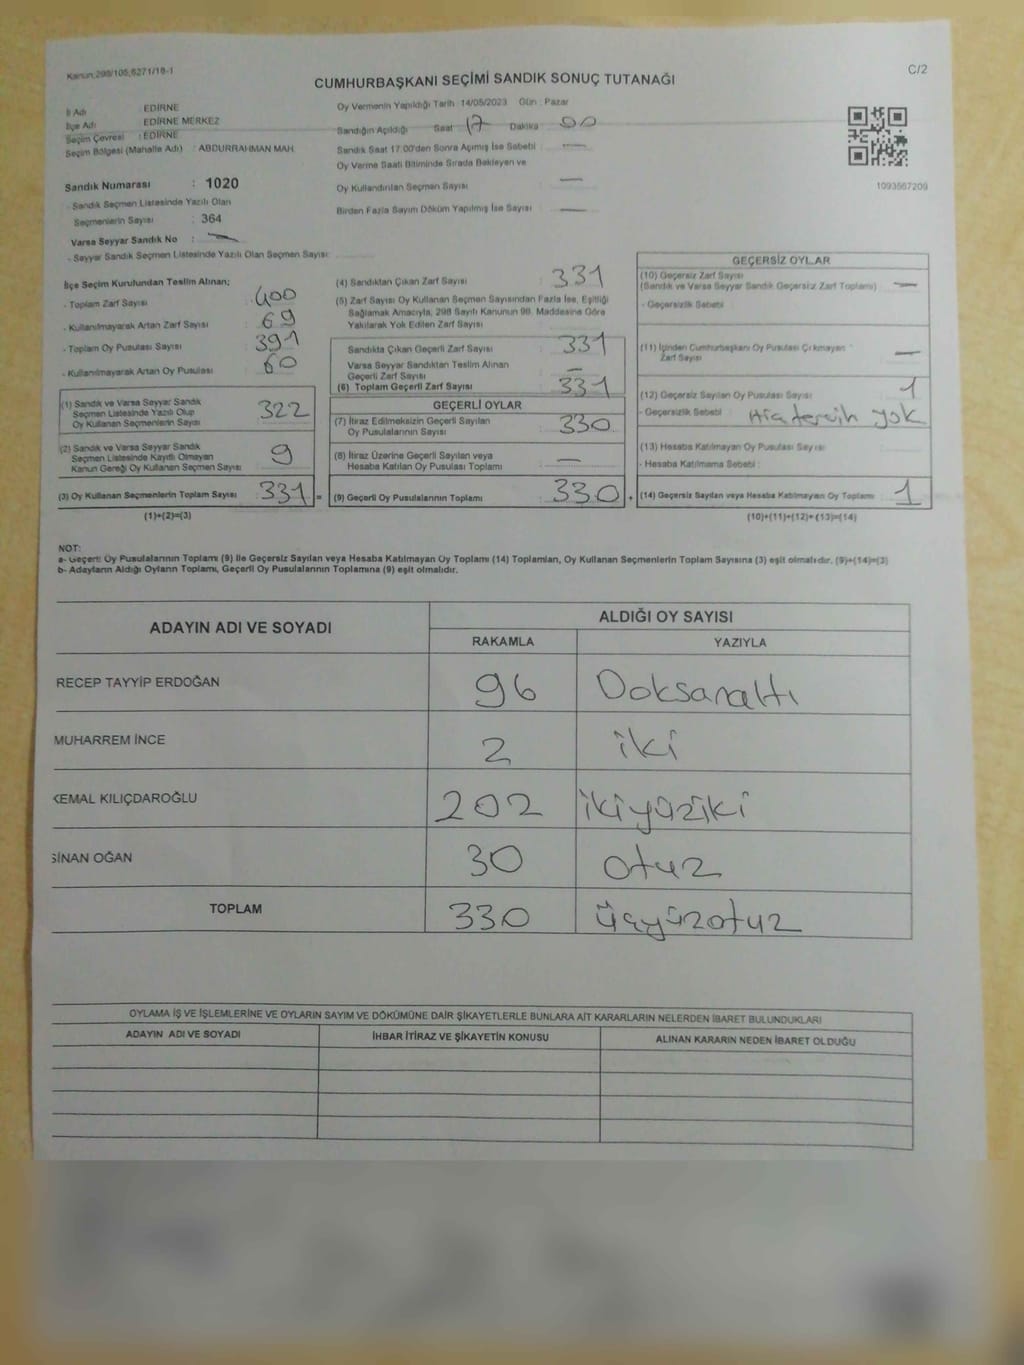 Kanun 298/105,6271/18-1
C/2
CUMHURBAŞKANI SEÇİMİ SANDIK SONUÇ TUTANAĞI
İl Adı EDİRNE
İlçe Adı EDİRNE MERKEZ
Seçim Çevresi : EDİRNE
Seçim Bölgesi (Mahalle Adı) : ABDURRAHMAN MAH.
Oy Vermenin Yapıldığı Tarih : 14/05/2023 Gün : Pazar
Sandığın Açıldığı Saat 17 Dakika 00
Sandık Saat 17:00'den Sonra Açılmış İse Sebebi : —
Oy Verme Saati Bitiminde Sırada Bekleyen ve
Oy Kullandırılan Seçmen Sayısı —
Birden Fazla Sayım Döküm Yapılmış İse Sayısı : —
1093567209
Sandık Numarası : 1020
- Sandık Seçmen Listesinde Yazılı Olan
Seçmenlerin Sayısı : 364
Varsa Seyyar Sandık No : —
- Seyyar Sandık Seçmen Listesinde Yazılı Olan Seçmen Sayısı:
İlçe Seçim Kurulundan Teslim Alınan;
- Toplam Zarf Sayısı : 400
- Kullanılmayarak Artan Zarf Sayısı : 69
- Toplam Oy Pusulası Sayısı : 391
- Kullanılmayarak Artan Oy Pusulası : 60
(1) Sandık ve Varsa Seyyar Sandık
Seçmen Listesinde Yazılı Olup
Oy Kullanan Seçmenlerin Sayısı : 322
(2) Sandık ve Varsa Seyyar Sandık
Seçmen Listesinde Kayıtlı Olmayan
Kanun Gereği Oy Kullanan Seçmen Sayısı : 9
(3) Oy Kullanan Seçmenlerin Toplam Sayısı : 331 =
(1)+(2)=(3)
(4) Sandıktan Çıkan Zarf Sayısı : 331
(5) Zarf Sayısı Oy Kullanan Seçmen Sayısından Fazla İse, Eşitliği
Sağlamak Amacıyla, 298 Sayılı Kanunun 98. Maddesine Göre
Yakılarak Yok Edilen Zarf Sayısı :
Sandıkta Çıkan Geçerli Zarf Sayısı : 331
Varsa Seyyar Sandıktan Teslim Alınan
Geçerli Zarf Sayısı : —
(6) Toplam Geçerli Zarf Sayısı : 331
GEÇERLİ OYLAR
(7) İtiraz Edilmeksizin Geçerli Sayılan
Oy Pusulalarının Sayısı : 330
(8) İtiraz Üzerine Geçerli Sayılan veya
Hesaba Katılan Oy Pusulası Toplamı : —
(9) Geçerli Oy Pusulalarının Toplamı : 330 +
GEÇERSİZ OYLAR
(10) Geçersiz Zarf Sayısı
(Sandık ve Varsa Seyyar Sandık Geçersiz Zarf Toplamı) : —
- Geçersizlik Sebebi :
(11) İçinden Cumhurbaşkanı Oy Pusulası Çıkmayan
Zarf Sayısı : —
(12) Geçersiz Sayılan Oy Pusulası Sayısı : 1
- Geçersizlik Sebebi : Hiç tercih yok
(13) Hesaba Katılmayan Oy Pusulası Sayısı
- Hesaba Katılmama Sebebi :
(14) Geçersiz Sayılan veya Hesaba Katılmayan Oy Toplamı : 1
(10)+(11)+(12)+(13)=(14)
NOT:
a- Geçerli Oy Pusulalarının Toplamı (9) ile Geçersiz Sayılan veya Hesaba Katılmayan Oy Toplamı (14) Toplamları, Oy Kullanan Seçmenlerin Toplam Sayısına (3) eşit olmalıdır. (9)+(14)=(3)
b- Adayların Aldığı Oyların Toplamı, Geçerli Oy Pusulalarının Toplamına (9) eşit olmalıdır.
ADAYIN ADI VE SOYADI ALDIĞI OY SAYISI
RAKAMLA YAZIYLA
RECEP TAYYİP ERDOĞAN 96 Doksanaltı
MUHARREM İNCE 2 iki
KEMAL KILIÇDAROĞLU 202 ikiyüziki
SİNAN OĞAN 30 otuz
TOPLAM 330 üçyüzotuz
OYLAMA İŞ VE İŞLEMLERİNE VE OYLARIN SAYIM VE DÖKÜMÜNE DAİR ŞİKAYETLERLE BUNLARA AİT KARARLARIN NELERDEN İBARET BULUNDUKLARI
ADAYIN ADI VE SOYADI İHBAR İTİRAZ VE ŞİKAYETİN KONUSU ALINAN KARARIN NEDEN İBARET OLDUĞU